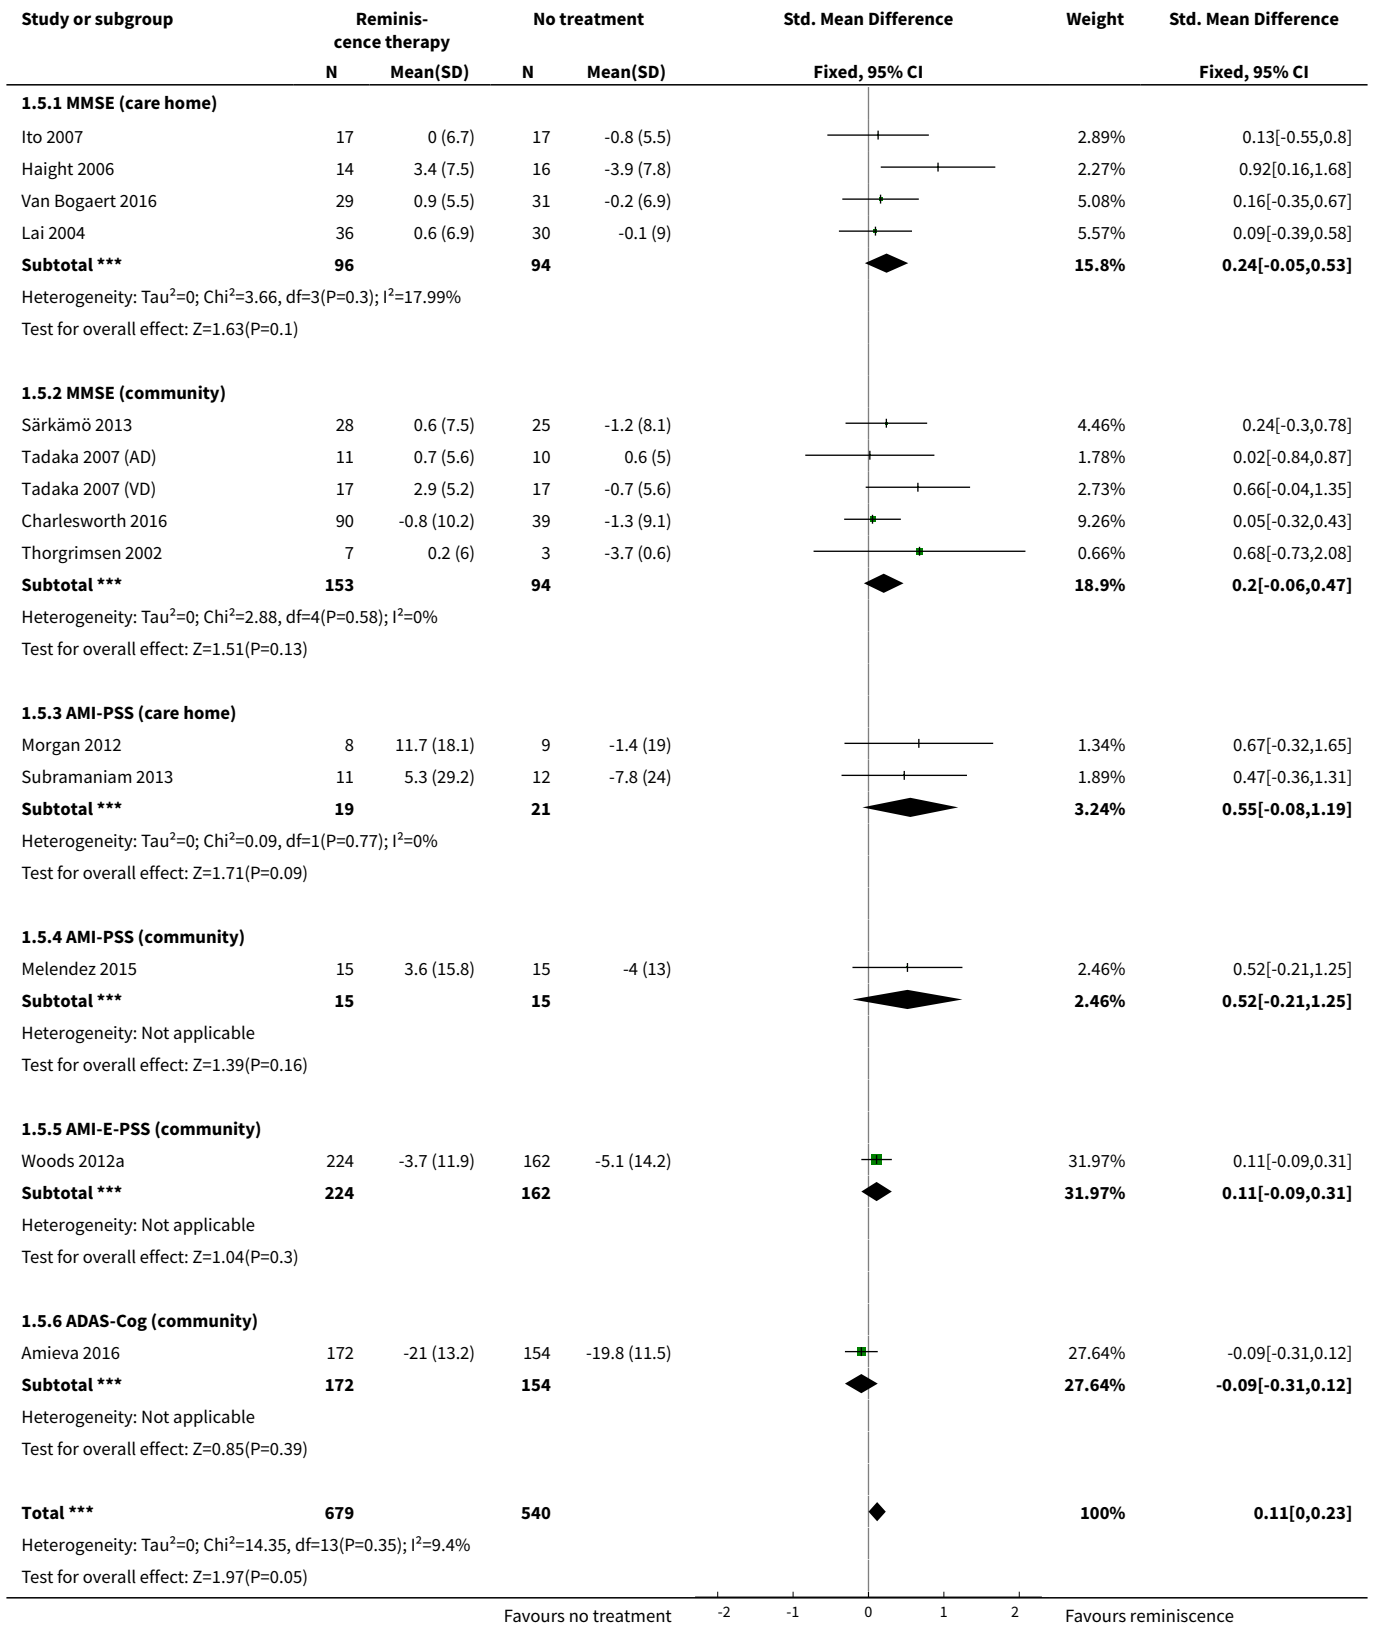 Study or subgroup Reminis- No treatment Std. Mean Difference Weight Std. Mean Difference
cence therapy
N Mean(SD) N Mean(SD) Fixed, 95% CI Fixed, 95% CI
1.5.1 MMSE (care home)
Ito 2007 17 0 (6.7) 17 -0.8 (5.5) 2.89% 0.13[-0.55,0.8]
Haight 2006 14 3.4 (7.5) 16 -3.9 (7.8) 2.27% 0.92[0.16,1.68]
Van Bogaert 2016 29 0.9 (5.5) 31 -0.2 (6.9) 5.08% 0.16[-0.35,0.67]
Lai 2004 36 0.6 (6.9) 30 -0.1 (9) 5.57% 0.09[-0.39,0.58]
Subtotal *** 96 94 15.8% 0.24[-0.05,0.53]
Heterogeneity: Tau²=0; Chi²=3.66, df=3(P=0.3); I²=17.99%
Test for overall effect: Z=1.63(P=0.1)
1.5.2 MMSE (community)
Särkämö 2013 28 0.6 (7.5) 25 -1.2 (8.1) 4.46% 0.24[-0.3,0.78]
Tadaka 2007 (AD) 11 0.7 (5.6) 10 0.6 (5) 1.78% 0.02[-0.84,0.87]
Tadaka 2007 (VD) 17 2.9 (5.2) 17 -0.7 (5.6) 2.73% 0.66[-0.04,1.35]
Charlesworth 2016 90 -0.8 (10.2) 39 -1.3 (9.1) 9.26% 0.05[-0.32,0.43]
Thorgrimsen 2002 7 0.2 (6) 3 -3.7 (0.6) 0.66% 0.68[-0.73,2.08]
Subtotal *** 153 94 18.9% 0.2[-0.06,0.47]
Heterogeneity: Tau²=0; Chi²=2.88, df=4(P=0.58); I²=0%
Test for overall effect: Z=1.51(P=0.13)
1.5.3 AMI-PSS (care home)
Morgan 2012 8 11.7 (18.1) 9 -1.4 (19) 1.34% 0.67[-0.32,1.65]
Subramaniam 2013 11 5.3 (29.2) 12 -7.8 (24) 1.89% 0.47[-0.36,1.31]
Subtotal *** 19 21 3.24% 0.55[-0.08,1.19]
Heterogeneity: Tau²=0; Chi²=0.09, df=1(P=0.77); I²=0%
Test for overall effect: Z=1.71(P=0.09)
1.5.4 AMI-PSS (community)
Melendez 2015 15 3.6 (15.8) 15 -4 (13) 2.46% 0.52[-0.21,1.25]
Subtotal *** 15 15 2.46% 0.52[-0.21,1.25]
Heterogeneity: Not applicable
Test for overall effect: Z=1.39(P=0.16)
1.5.5 AMI-E-PSS (community)
Woods 2012a 224 -3.7 (11.9) 162 -5.1 (14.2) 31.97% 0.11[-0.09,0.31]
Subtotal *** 224 162 31.97% 0.11[-0.09,0.31]
Heterogeneity: Not applicable
Test for overall effect: Z=1.04(P=0.3)
1.5.6 ADAS-Cog (community)
Amieva 2016 172 -21 (13.2) 154 -19.8 (11.5) 27.64% -0.09[-0.31,0.12]
Subtotal *** 172 154 27.64% -0.09[-0.31,0.12]
Heterogeneity: Not applicable
Test for overall effect: Z=0.85(P=0.39)
Total *** 679 540 100% 0.11[0,0.23]
Heterogeneity: Tau²=0; Chi²=14.35, df=13(P=0.35); I²=9.4%
Test for overall effect: Z=1.97(P=0.05)
Favours no treatment -2 -1 0 1 2 Favours reminiscence